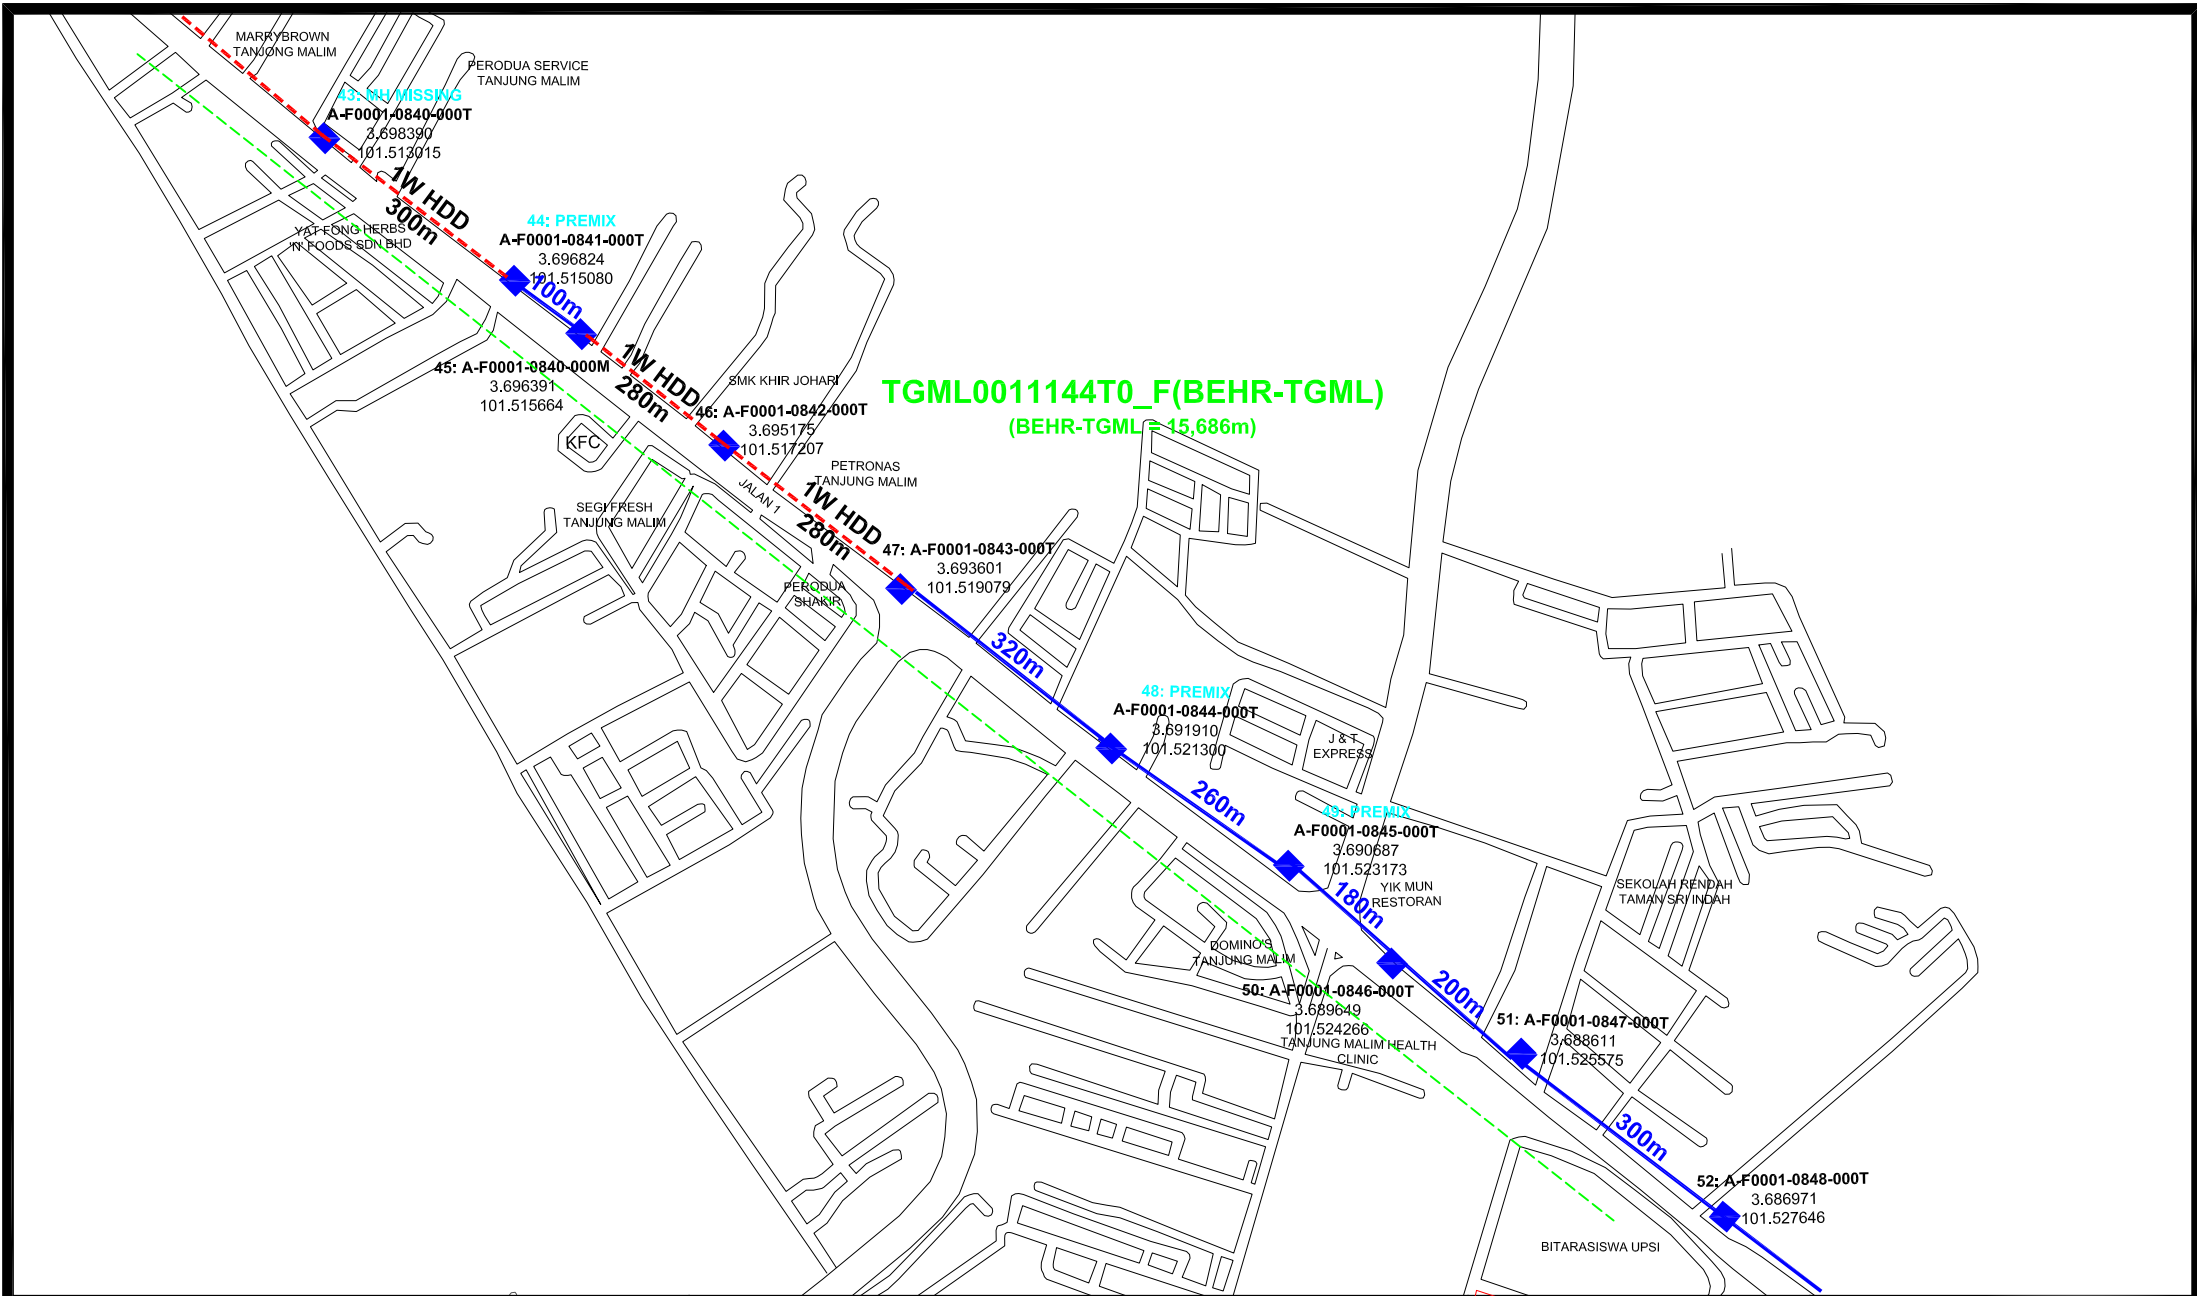 MARRYBROWN
TANJONG MALIM
PERODUA SERVICE
TANJUNG MALIM
43: MH MISSING
A-F0001-0840-000T
3.698390
101.513015
1W HDD
300m
YAT FONG HERBS
'N' FOODS SDN BHD
44: PREMIX
A-F0001-0841-000T
3.696824
101.515080
100m
45: A-F0001-0840-000M
3.696391
101.515664
1W HDD
280m
SMK KHIR JOHARI
TGML0011144T0_F(BEHR-TGML)
(BEHR-TGML = 15,686m)
46: A-F0001-0842-000T
3.695175
101.517207
KFC
PETRONAS
TANJUNG MALIM
JALAN 1
1W HDD
280m
SEGI FRESH
TANJUNG MALIM
47: A-F0001-0843-000T
3.693601
101.519079
PERODUA
SHAKIR
320m
48: PREMIX
A-F0001-0844-000T
3.691910
101.521300
J & T
EXPRESS
260m
49: PREMIX
A-F0001-0845-000T
3.690687
101.523173
YIK MUN
RESTORAN
180m
SEKOLAH RENDAH
TAMAN SRI INDAH
DOMINO'S
TANJUNG MALIM
50: A-F0001-0846-000T
3.689649
101.524266
TANJUNG MALIM HEALTH
CLINIC
200m
51: A-F0001-0847-000T
3.688611
101.525575
300m
52: A-F0001-0848-000T
3.686971
101.527646
BITARASISWA UPSI